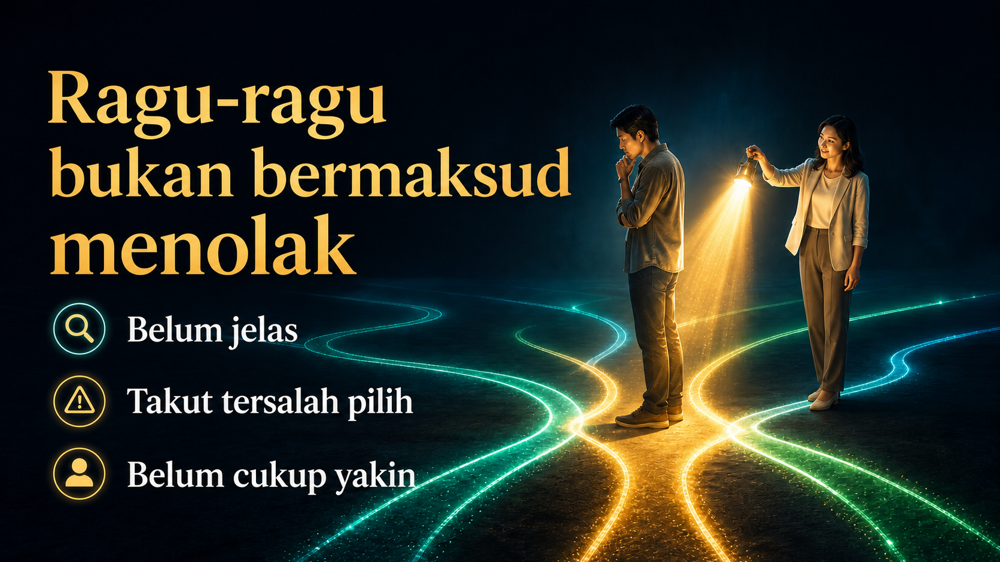 Ragu-ragu
bukan bermaksud
menolak
Belum jelas
Takut tersalah pilih
Belum cukup yakin